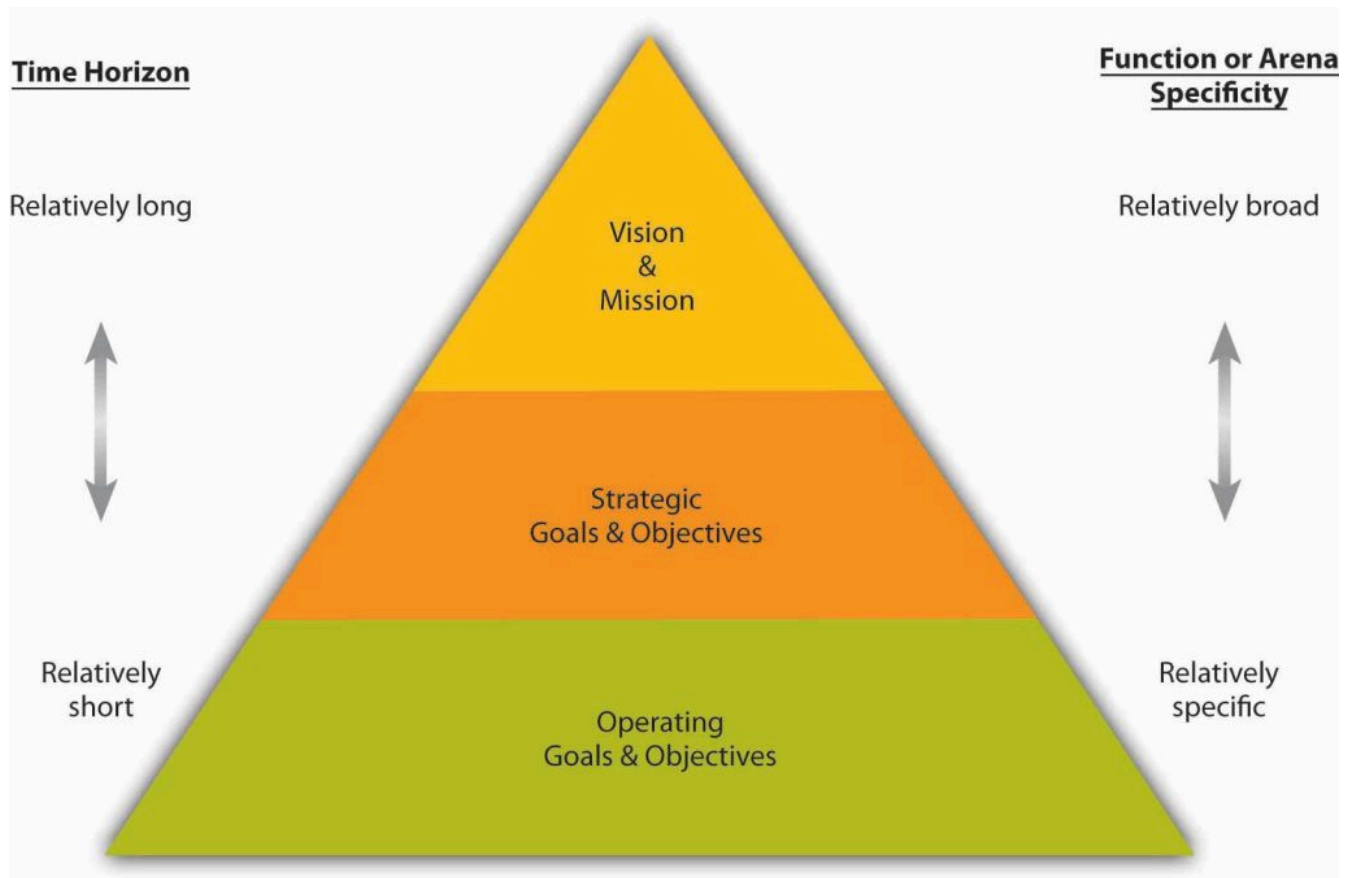 Time Horizon
Function or Arena
Specificity
Relatively long
Relatively broad
Vision
&
Mission
Strategic
Goals & Objectives
Relatively
short
Relatively
specific
Operating
Goals & Objectives